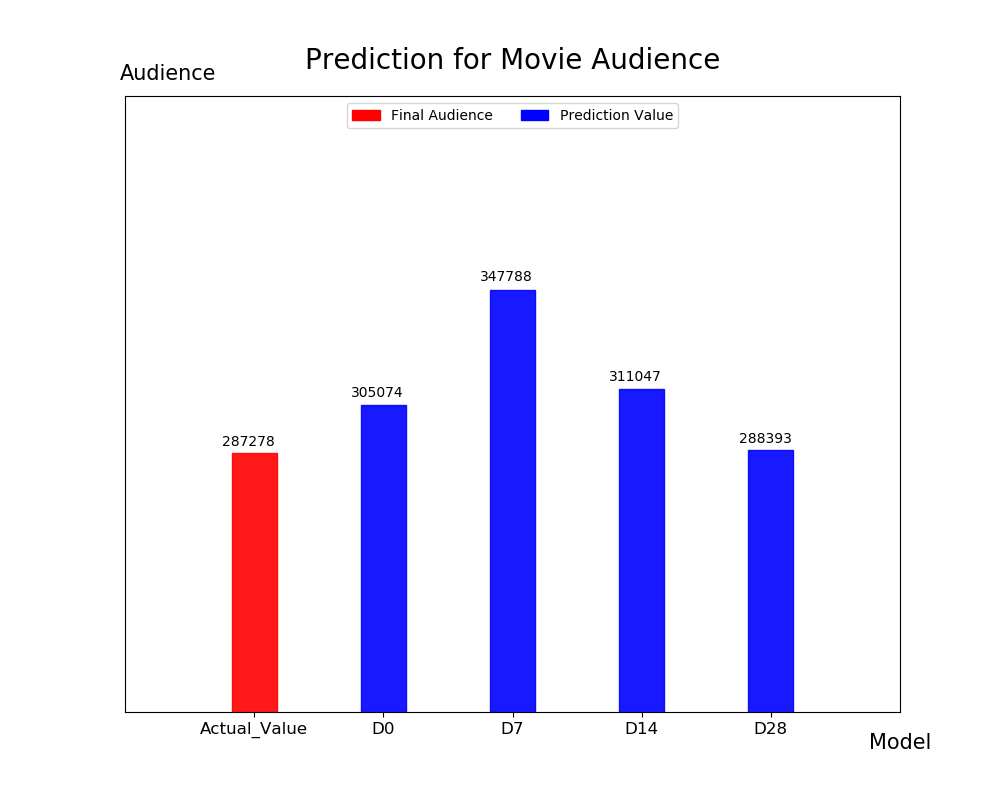 Prediction for Movie Audience
Audience
Final Audience Prediction Value
347788
311047
305074
288393
287278
Actual_Value D0 D7 D14 D28
Model